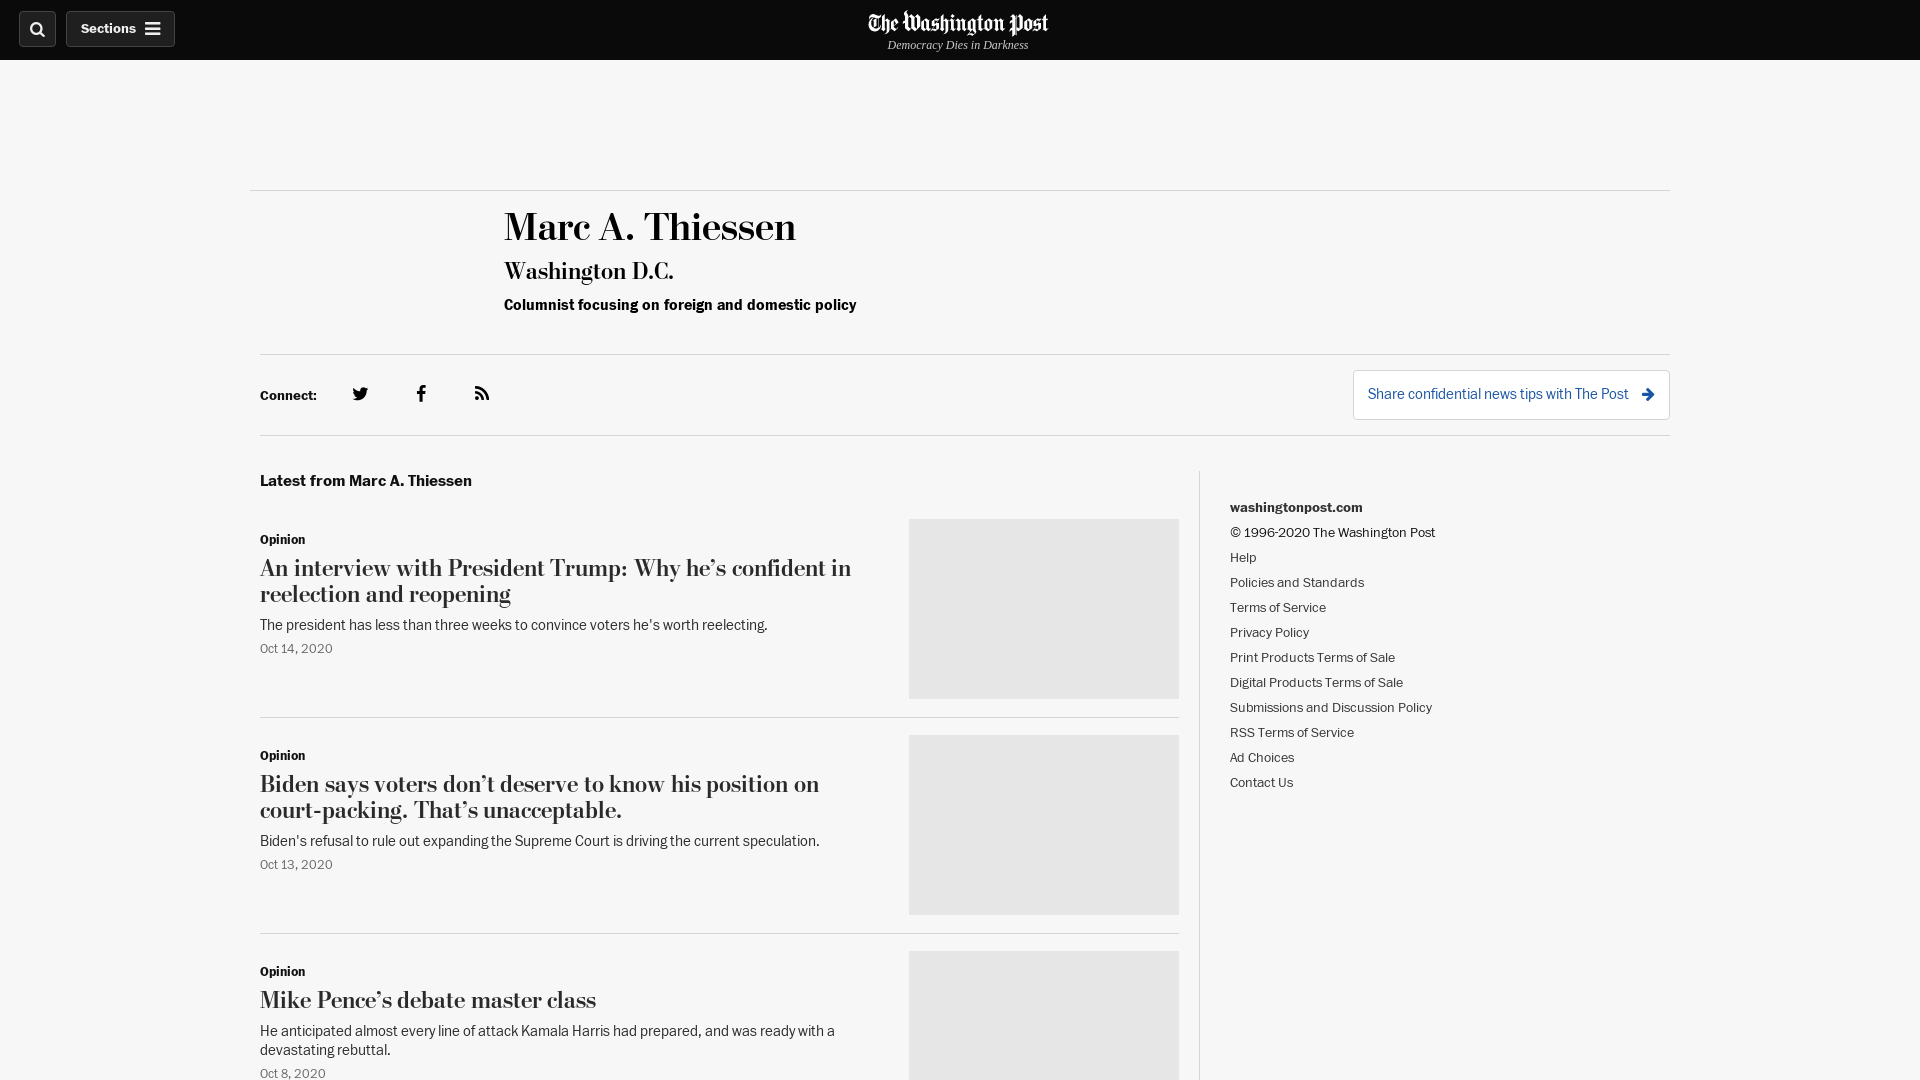 Sections
The Washington Post
Democracy Dies in Darkness
Marc A. Thiessen
Washington D.C.
Columnist focusing on foreign and domestic policy
Connect:
Share confidential news tips with The Post
Latest from Marc A. Thiessen
Opinion
An interview with President Trump: Why he’s confident in
reelection and reopening
The president has less than three weeks to convince voters he's worth reelecting.
Oct 14, 2020
Opinion
Biden says voters don’t deserve to know his position on
court-packing. That’s unacceptable.
Biden's refusal to rule out expanding the Supreme Court is driving the current speculation.
Oct 13, 2020
Opinion
Mike Pence’s debate master class
He anticipated almost every line of attack Kamala Harris had prepared, and was ready with a
devastating rebuttal.
Oct 8, 2020
washingtonpost.com
© 1996-2020 The Washington Post
Help
Policies and Standards
Terms of Service
Privacy Policy
Print Products Terms of Sale
Digital Products Terms of Sale
Submissions and Discussion Policy
RSS Terms of Service
Ad Choices
Contact Us